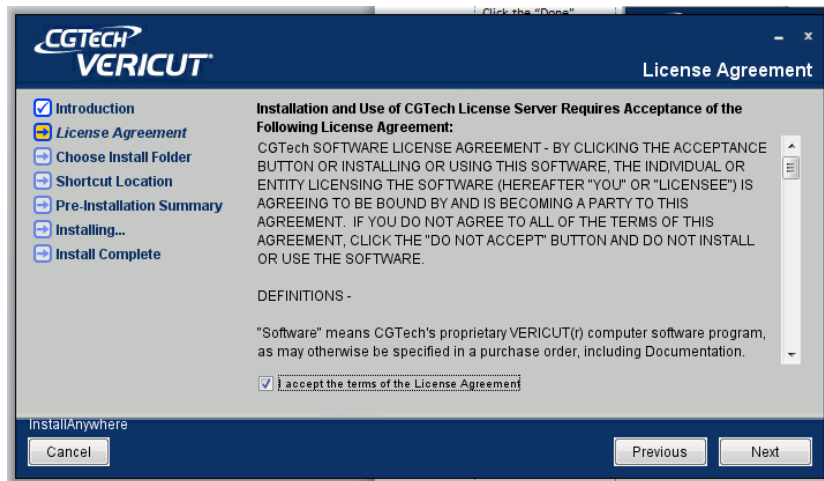 Click the "Done"
CGTECH
VERICUT
License Agreement
Introduction
License Agreement
Choose Install Folder
Shortcut Location
Pre-Installation Summary
Installing...
Install Complete
Installation and Use of CGTech License Server Requires Acceptance of the
Following License Agreement:
CGTech SOFTWARE LICENSE AGREEMENT - BY CLICKING THE ACCEPTANCE
BUTTON OR INSTALLING OR USING THIS SOFTWARE, THE INDIVIDUAL OR
ENTITY LICENSING THE SOFTWARE (HEREAFTER "YOU" OR "LICENSEE") IS
AGREEING TO BE BOUND BY AND IS BECOMING A PARTY TO THIS
AGREEMENT.  IF YOU DO NOT AGREE TO ALL OF THE TERMS OF THIS
AGREEMENT, CLICK THE "DO NOT ACCEPT" BUTTON AND DO NOT INSTALL
OR USE THE SOFTWARE.
DEFINITIONS -
"Software" means CGTech's proprietary VERICUT(r) computer software program,
as may otherwise be specified in a purchase order, including Documentation.
I accept the terms of the License Agreement
InstallAnywhere
Cancel
Previous
Next